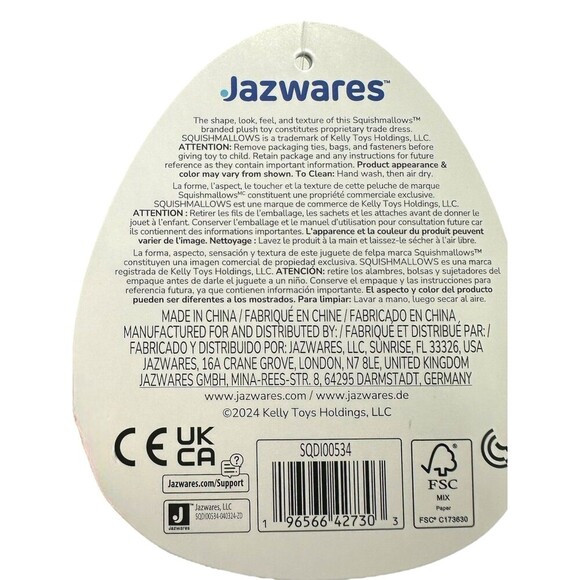 Jazwares™
The shape, look, feel, and texture of this Squishmallows™
branded plush toy constitutes proprietary trade dress.
SQUISHMALLOWS is a trademark of Kelly Toys Holdings, LLC.
ATTENTION: Remove packaging ties, bags, and fasteners before
giving toy to child. Retain package and any instructions for future
reference as they contain important information. Product appearance &
color may vary from shown. To Clean: Hand wash, then air dry.
La forme, l'aspect, le toucher et la texture de cette peluche de marque
Squishmallowsᴹᶜ constituent une propriété commerciale exclusive.
SQUISHMALLOWS est une marque de commerce de Kelly Toys Holdings, LLC.
ATTENTION : Retirer les fils de l'emballage, les sachets et les attaches avant de donner le
jouet à l'enfant. Conserver l'emballage et le manuel d'utilisation pour consultation future car
ils contiennent des informations importantes. L'apparence et la couleur du produit peuvent
varier de l'image. Nettoyage : Lavez le produit à la main et laissez-le sécher à l'air libre.
La forma, aspecto, sensación y textura de este juguete de felpa marca Squishmallows™
constituyen una imagen comercial de propiedad exclusiva. SQUISHMALLOWS es una marca
registrada de Kelly Toys Holdings, LLC. ATENCIÓN: retire los alambres, bolsas y sujetadores del
empaque antes de darle el juguete a un niño. Conserve el empaque y las instrucciones para
referencia futura, ya que contienen información importante. El aspecto y color del producto
pueden ser diferentes a los mostrados. Para limpiar: Lavar a mano, luego secar al aire.
MADE IN CHINA / FABRIQUÉ EN CHINE / FABRICADO EN CHINA
MANUFACTURED FOR AND DISTRIBUTED BY: / FABRIQUÉ ET DISTRIBUÉ PAR: /
FABRICADO Y DISTRIBUIDO POR: JAZWARES, LLC, SUNRISE, FL 33326, USA
JAZWARES, 16A CRANE GROVE, LONDON, N7 8LE, UNITED KINGDOM
JAZWARES GMBH, MINA-REES-STR. 8, 64295 DARMSTADT, GERMANY
www.jazwares.com / www.jazwares.de
©2024 Kelly Toys Holdings, LLC
CE UK
CA
?
Jazwares.com/Support
J
Jazwares, LLC
SQDI00534-040324-ZD
SQDI00534
1 96566 42730 3
FSC
MIX
Paper
FSC® C173630